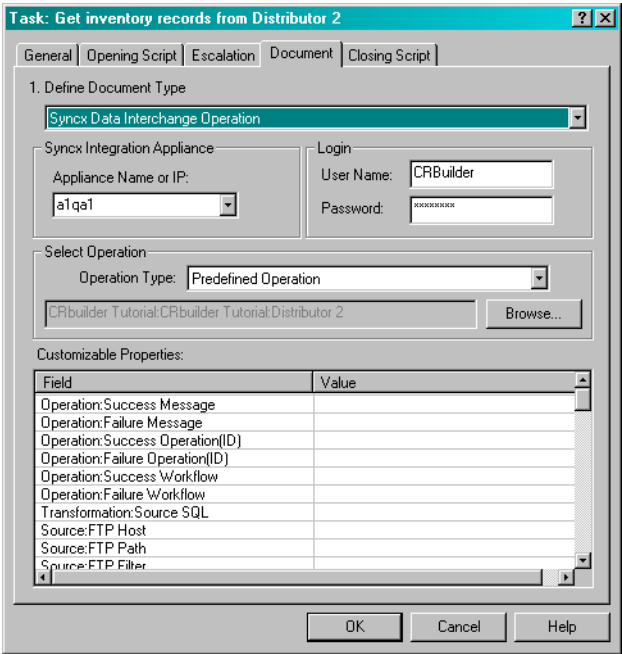 Task: Get inventory records from Distributor 2
General Opening Script Escalation Document Closing Script
1. Define Document Type
Syncx Data Interchange Operation
Syncx Integration Appliance Login
Appliance Name or IP: User Name: CRBuilder
a1qa1 Password: xxxxxxxx
Select Operation
Operation Type: Predefined Operation
CRbuilder Tutorial:CRbuilder Tutorial:Distributor 2 Browse...
Customizable Properties:
Field Value
Operation:Success Message
Operation:Failure Message
Operation:Success Operation(ID)
Operation:Failure Operation(ID)
Operation:Success Workflow
Operation:Failure Workflow
Transformation:Source SQL
Source:FTP Host
Source:FTP Path
Source:FTP Filter
OK Cancel Help